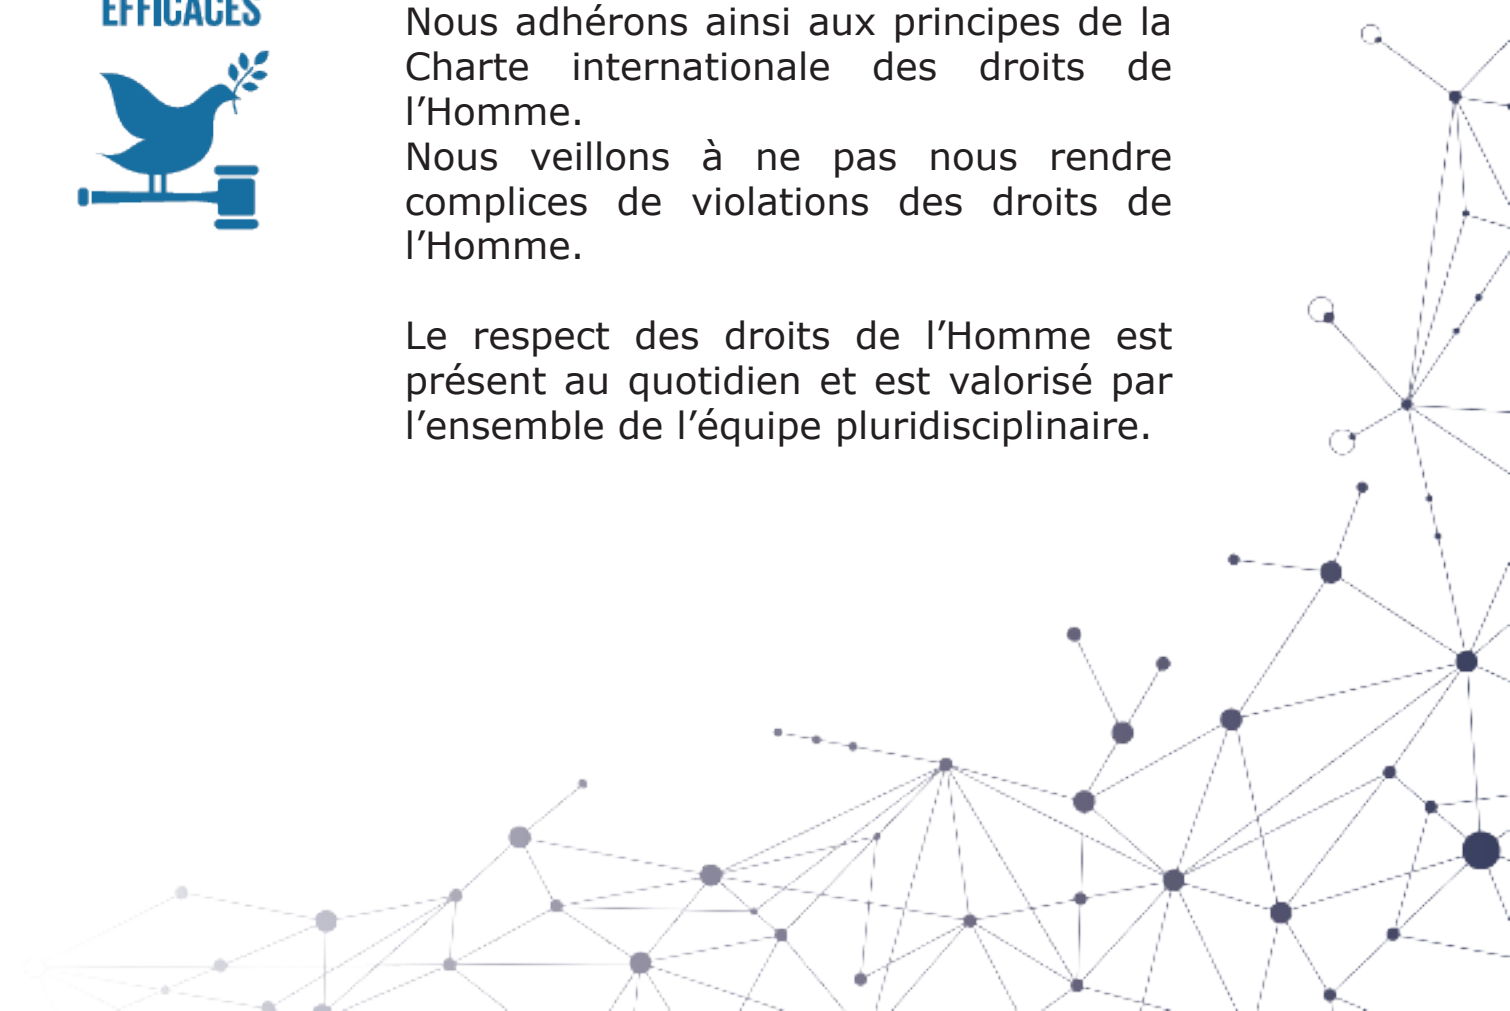 EFFICACES
Nous adhérons ainsi aux principes de la
Charte internationale des droits de
l’Homme.
Nous veillons à ne pas nous rendre
complices de violations des droits de
l’Homme.
Le respect des droits de l’Homme est
présent au quotidien et est valorisé par
l’ensemble de l’équipe pluridisciplinaire.